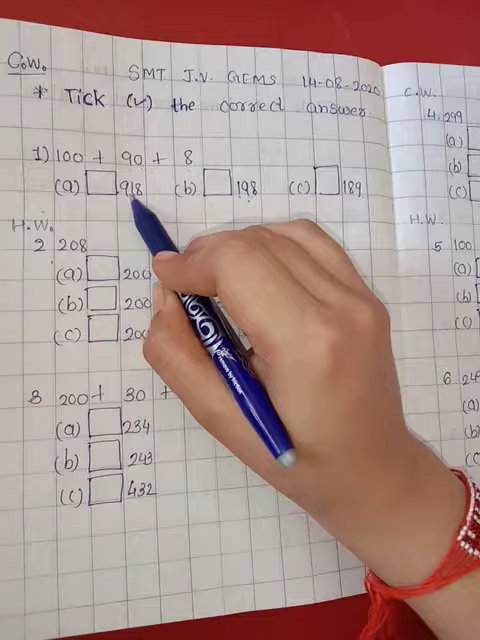 C.W.
SMT J.V. GEMS 14-08-2020
* Tick (✓) the correct answer.
1) 100 + 90 + 8
(a) 918 (b) 198 (c) 189
H.W.
2 208
(a) 200
(b) 200
(c) 200
3 200 + 30 +
(a) 234
(b) 243
(c) 432
C.W.
4. 299
(a)
(b)
(c)
H.W.
5 100
(a)
(b)
(c)
6. 24
(a)
(b)
(c)